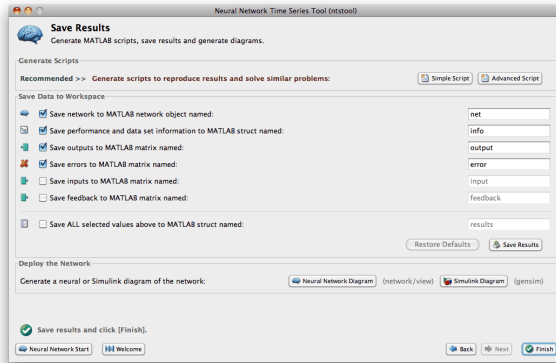 Neural Network Time Series Tool (ntstool)
Save Results
Generate MATLAB scripts, save results and generate diagrams.
Generate Scripts
Recommended >> Generate scripts to reproduce results and solve similar problems: Simple Script Advanced Script
Save Data to Workspace
Save network to MATLAB network object named: net
Save performance and data set information to MATLAB struct named: info
Save outputs to MATLAB matrix named: output
Save errors to MATLAB matrix named: error
Save inputs to MATLAB matrix named: input
Save feedback to MATLAB matrix named: feedback
Save ALL selected values above to MATLAB struct named: results
Restore Defaults Save Results
Deploy the Network
Generate a neural or Simulink diagram of the network: Neural Network Diagram (network/view) Simulink Diagram (gensim)
Save results and click [Finish].
Neural Network Start Welcome Back Next Finish